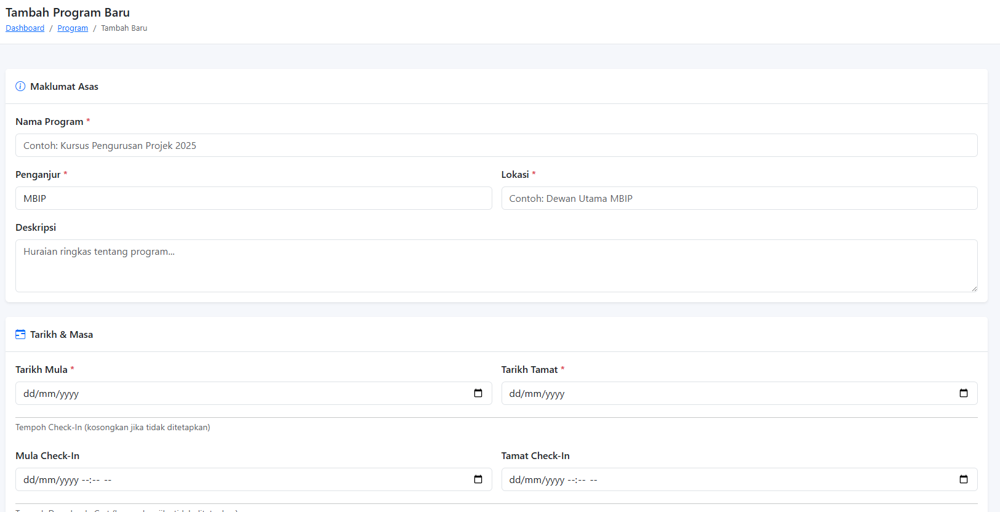 Tambah Program Baru
Dashboard / Program / Tambah Baru
Maklumat Asas
Nama Program *
Contoh: Kursus Pengurusan Projek 2025
Penganjur * Lokasi *
MBIP Contoh: Dewan Utama MBIP
Deskripsi
Huraian ringkas tentang program...
Tarikh & Masa
Tarikh Mula * Tarikh Tamat *
dd/mm/yyyy dd/mm/yyyy
Tempoh Check-In (kosongkan jika tidak ditetapkan)
Mula Check-In Tamat Check-In
dd/mm/yyyy --:-- -- dd/mm/yyyy --:-- --